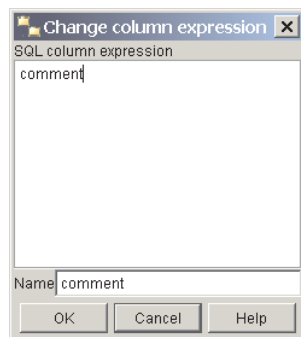 Change column expression
SQL column expression
comment
Name comment
OK Cancel Help